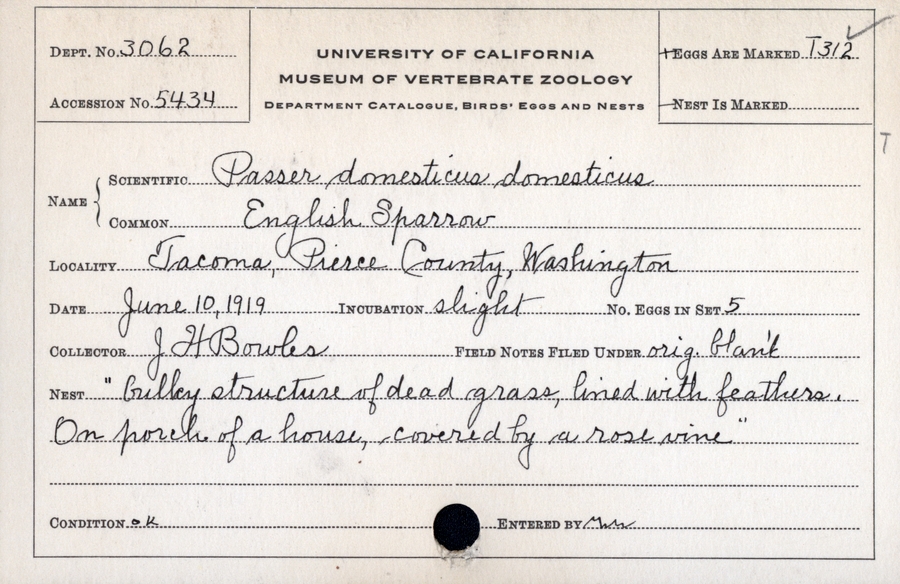 DEPT. NO. 3062
UNIVERSITY OF CALIFORNIA
MUSEUM OF VERTEBRATE ZOOLOGY
DEPARTMENT CATALOGUE, BIRDS' EGGS AND NESTS
EGGS ARE MARKED T312
ACCESSION NO. 5434
NEST IS MARKED
T
NAME
SCIENTIFIC Passer domesticus domesticus
COMMON English Sparrow
LOCALITY Tacoma, Pierce County, Washington
DATE June 10, 1919 INCUBATION slight NO. EGGS IN SET 5
COLLECTOR J H Bowles FIELD NOTES FILED UNDER orig. blank
NEST "bulky structure of dead grass, lined with feathers.
On porch of a house, covered by a rose vine"
CONDITION ok ENTERED BY